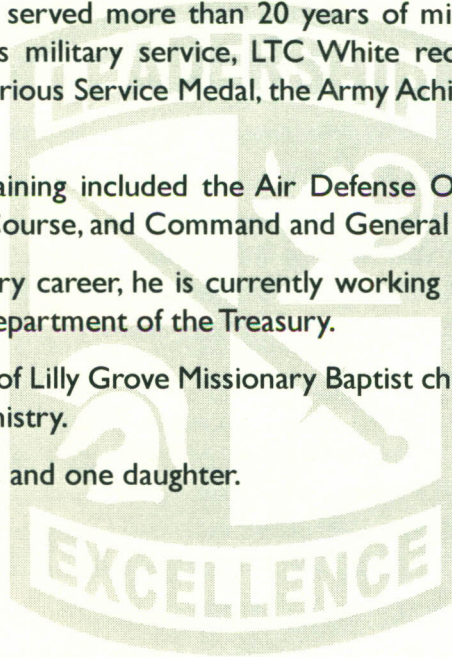 served more than 20 years of mi
s military service, LTC White rec
rious Service Medal, the Army Achi
LEADERSHIP
aining included the Air Defense O
Course, and Command and General
ry career, he is currently working
epartment of the Treasury.
of Lilly Grove Missionary Baptist ch
nistry.
and one daughter.
EXCELLENCE